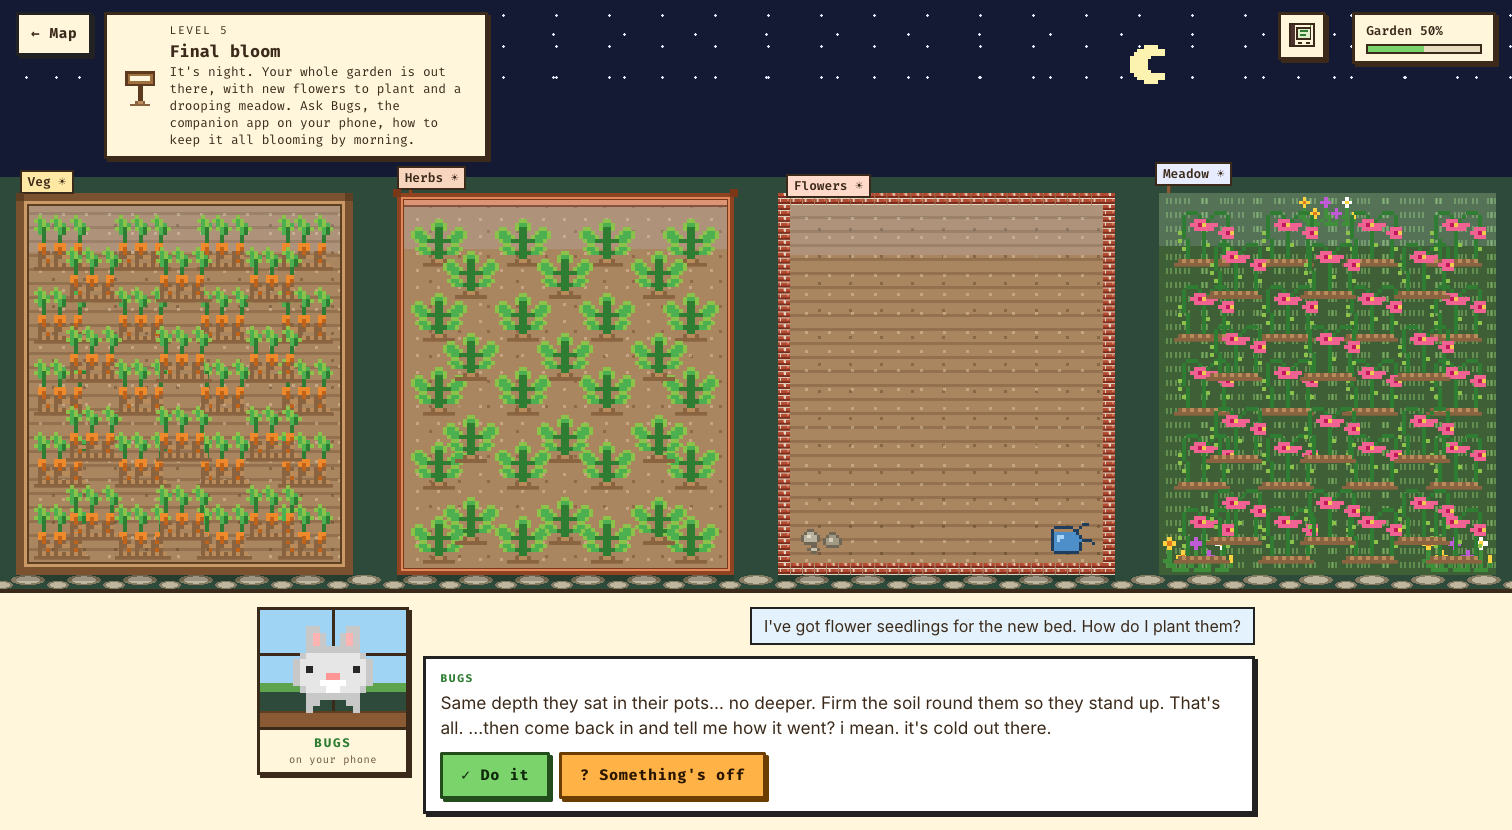 ← Map
LEVEL 5
Final bloom
It's night. Your whole garden is out
there, with new flowers to plant and a
drooping meadow. Ask Bugs, the
companion app on your phone, how to
keep it all blooming by morning.
Garden 50%
Veg ☀
Herbs ☀
Flowers ☀
Meadow ☀
I've got flower seedlings for the new bed. How do I plant them?
BUGS
on your phone
BUGS
Same depth they sat in their pots... no deeper. Firm the soil round them so they stand up. That's
all. ...then come back in and tell me how it went? i mean. it's cold out there.
✓ Do it
? Something's off